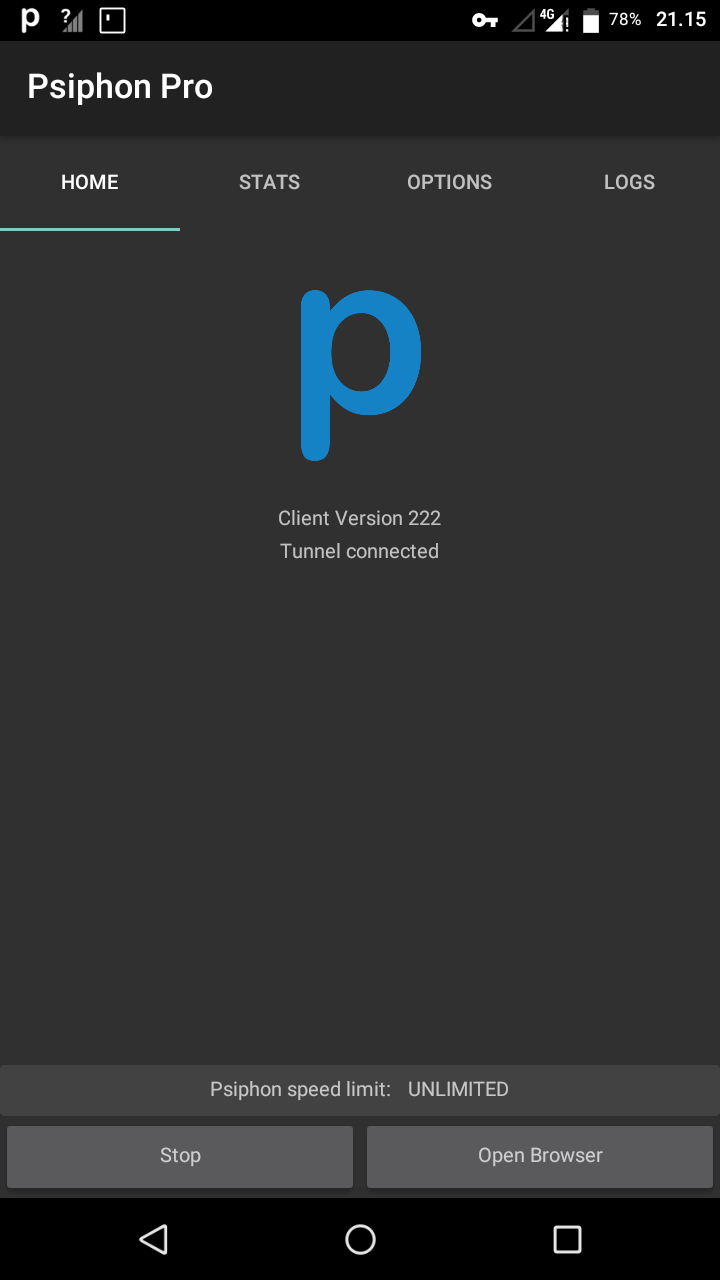 4G 78% 21.15
Psiphon Pro
HOME STATS OPTIONS LOGS
Client Version 222
Tunnel connected
Psiphon speed limit: UNLIMITED
Stop Open Browser